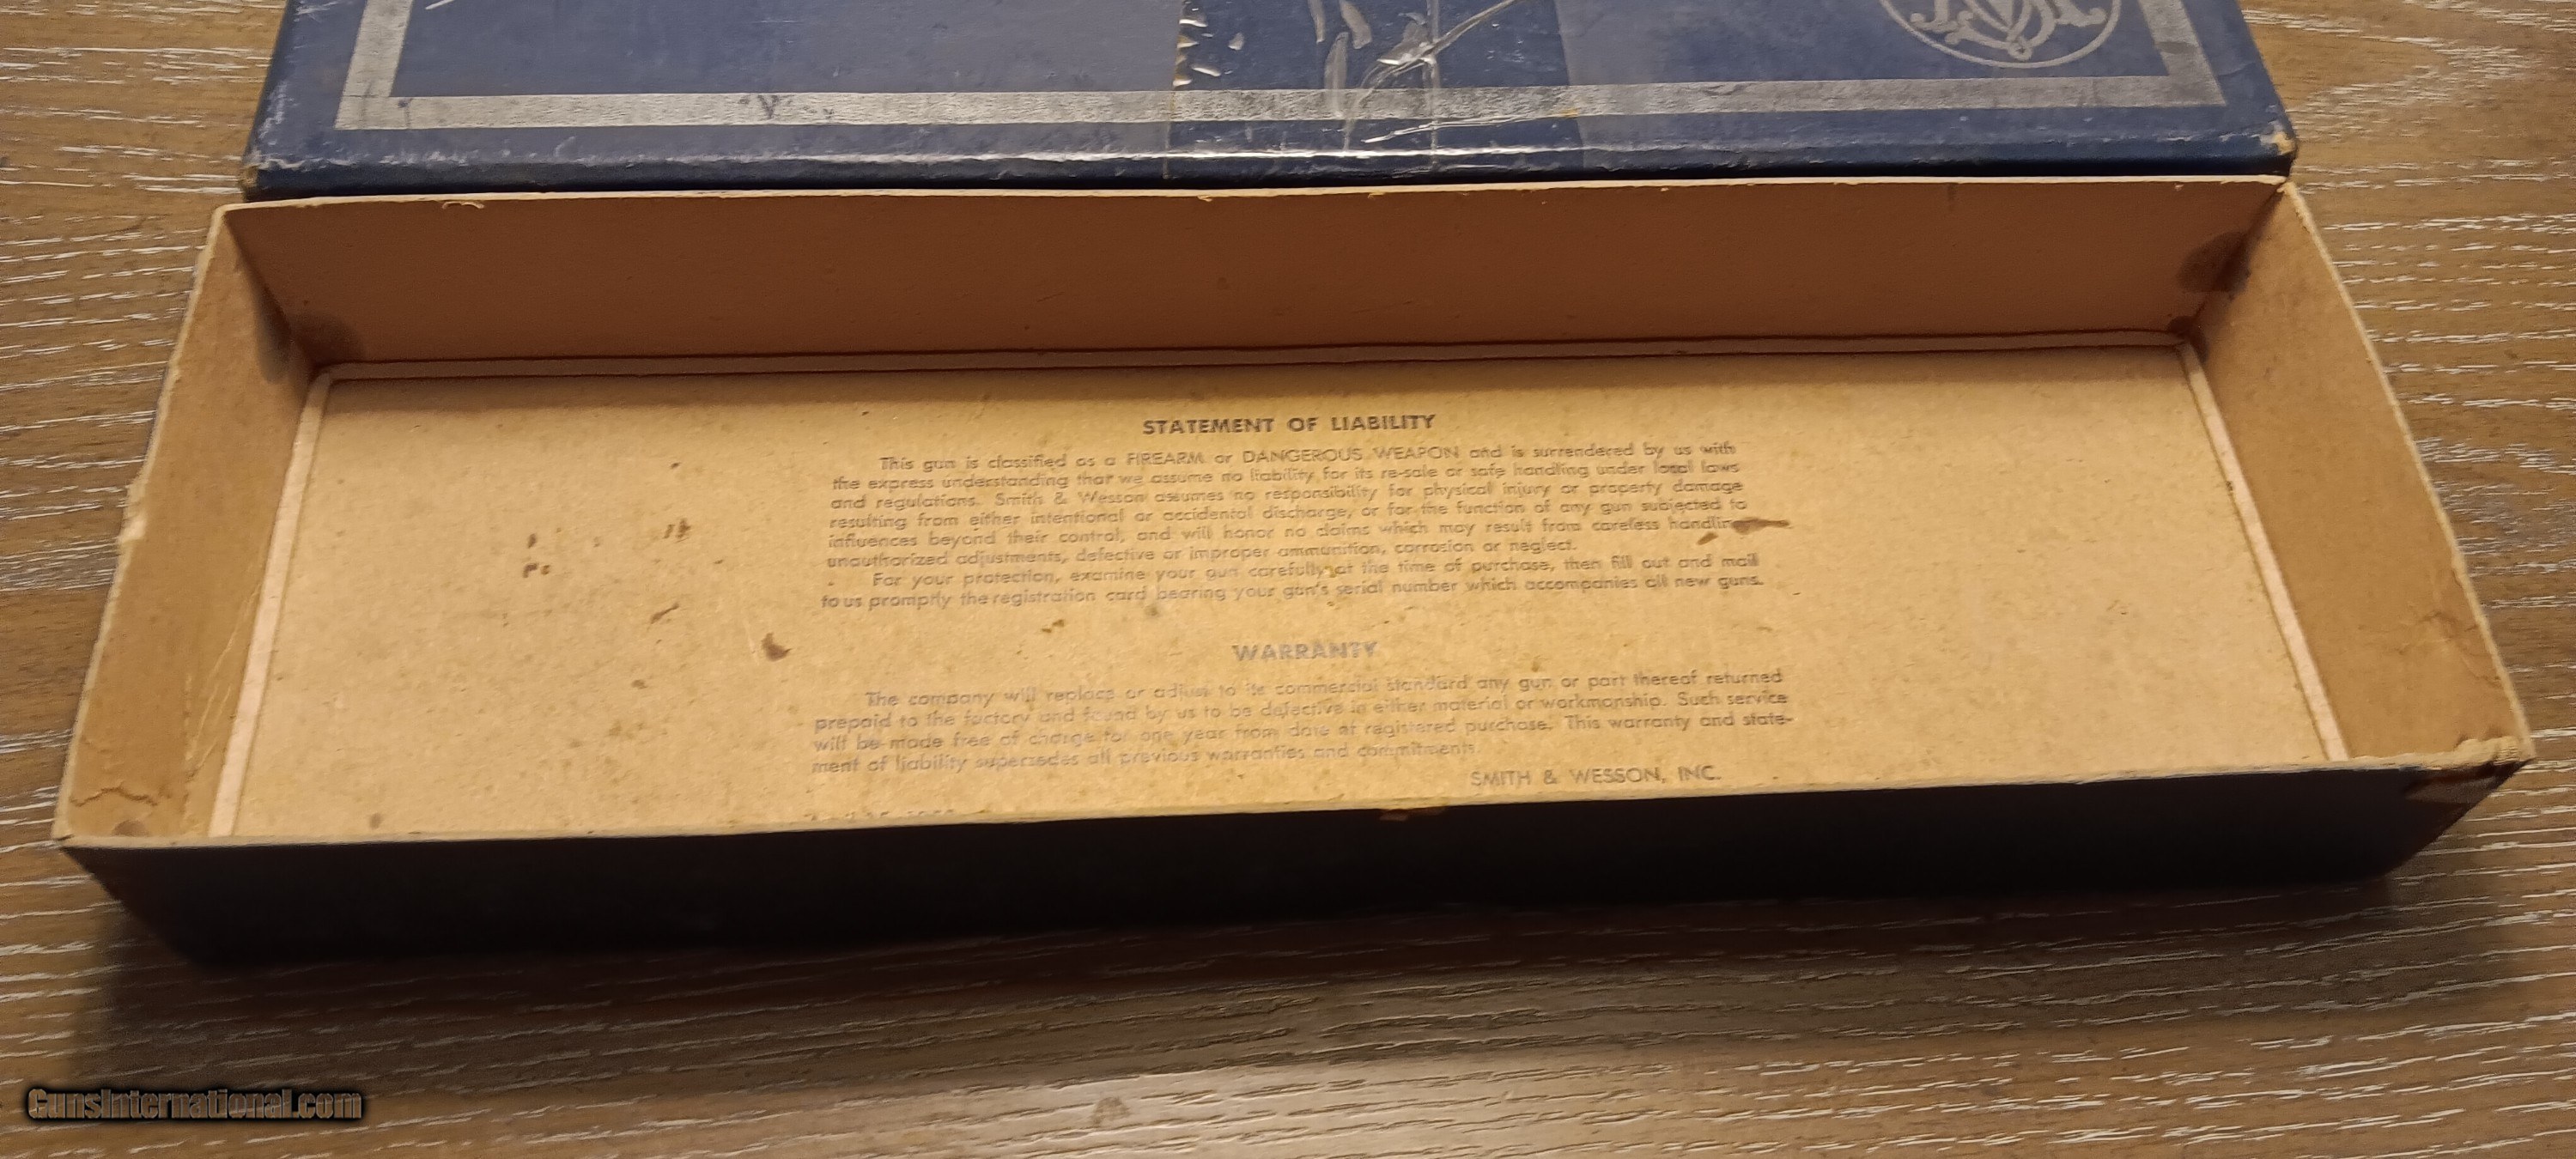 STATEMENT OF LIABILITY
This gun is classified as a FIREARM or DANGEROUS WEAPON and is surrendered by us with
the express understanding that we assume no liability for its re-sale or safe handling under local laws
and regulations. Smith & Wesson assumes no responsibility for physical injury or property damage
resulting from either intentional or accidental discharge, or for the function of any gun subjected to
influences beyond their control, and will honor no claims which may result from careless handling
unauthorized adjustments, defective or improper ammunition, corrosion or neglect.
For your protection, examine your gun carefully at the time of purchase, then fill out and mail
to us promptly the registration card bearing your gun's serial number which accompanies all new guns.
WARRANTY
The company will replace or adjust to its commercial standard any gun or part thereof returned
prepaid to the factory and found by us to be defective in either material or workmanship. Such service
will be made free of charge for one year from date of registered purchase. This warranty and state-
ment of liability supersedes all previous warranties and commitments.
SMITH & WESSON, INC.
GunsInternational.com